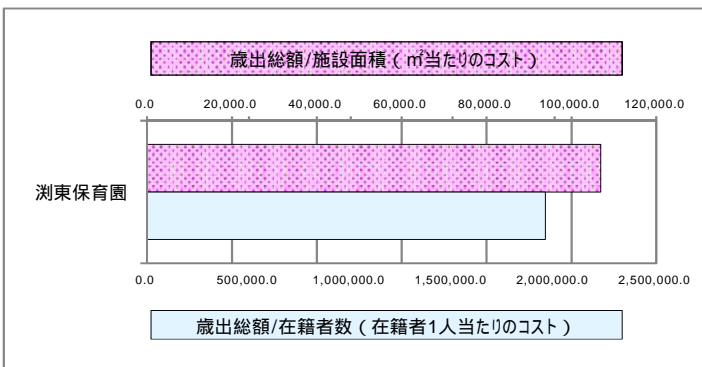 歳出総額/施設面積（㎡当たりのコスト）
0.0 20,000.0 40,000.0 60,000.0 80,000.0 100,000.0 120,000.0
渕東保育園
0.0 500,000.0 1,000,000.0 1,500,000.0 2,000,000.0 2,500,000.0
歳出総額/在籍者数（在籍者1人当たりのコスト）